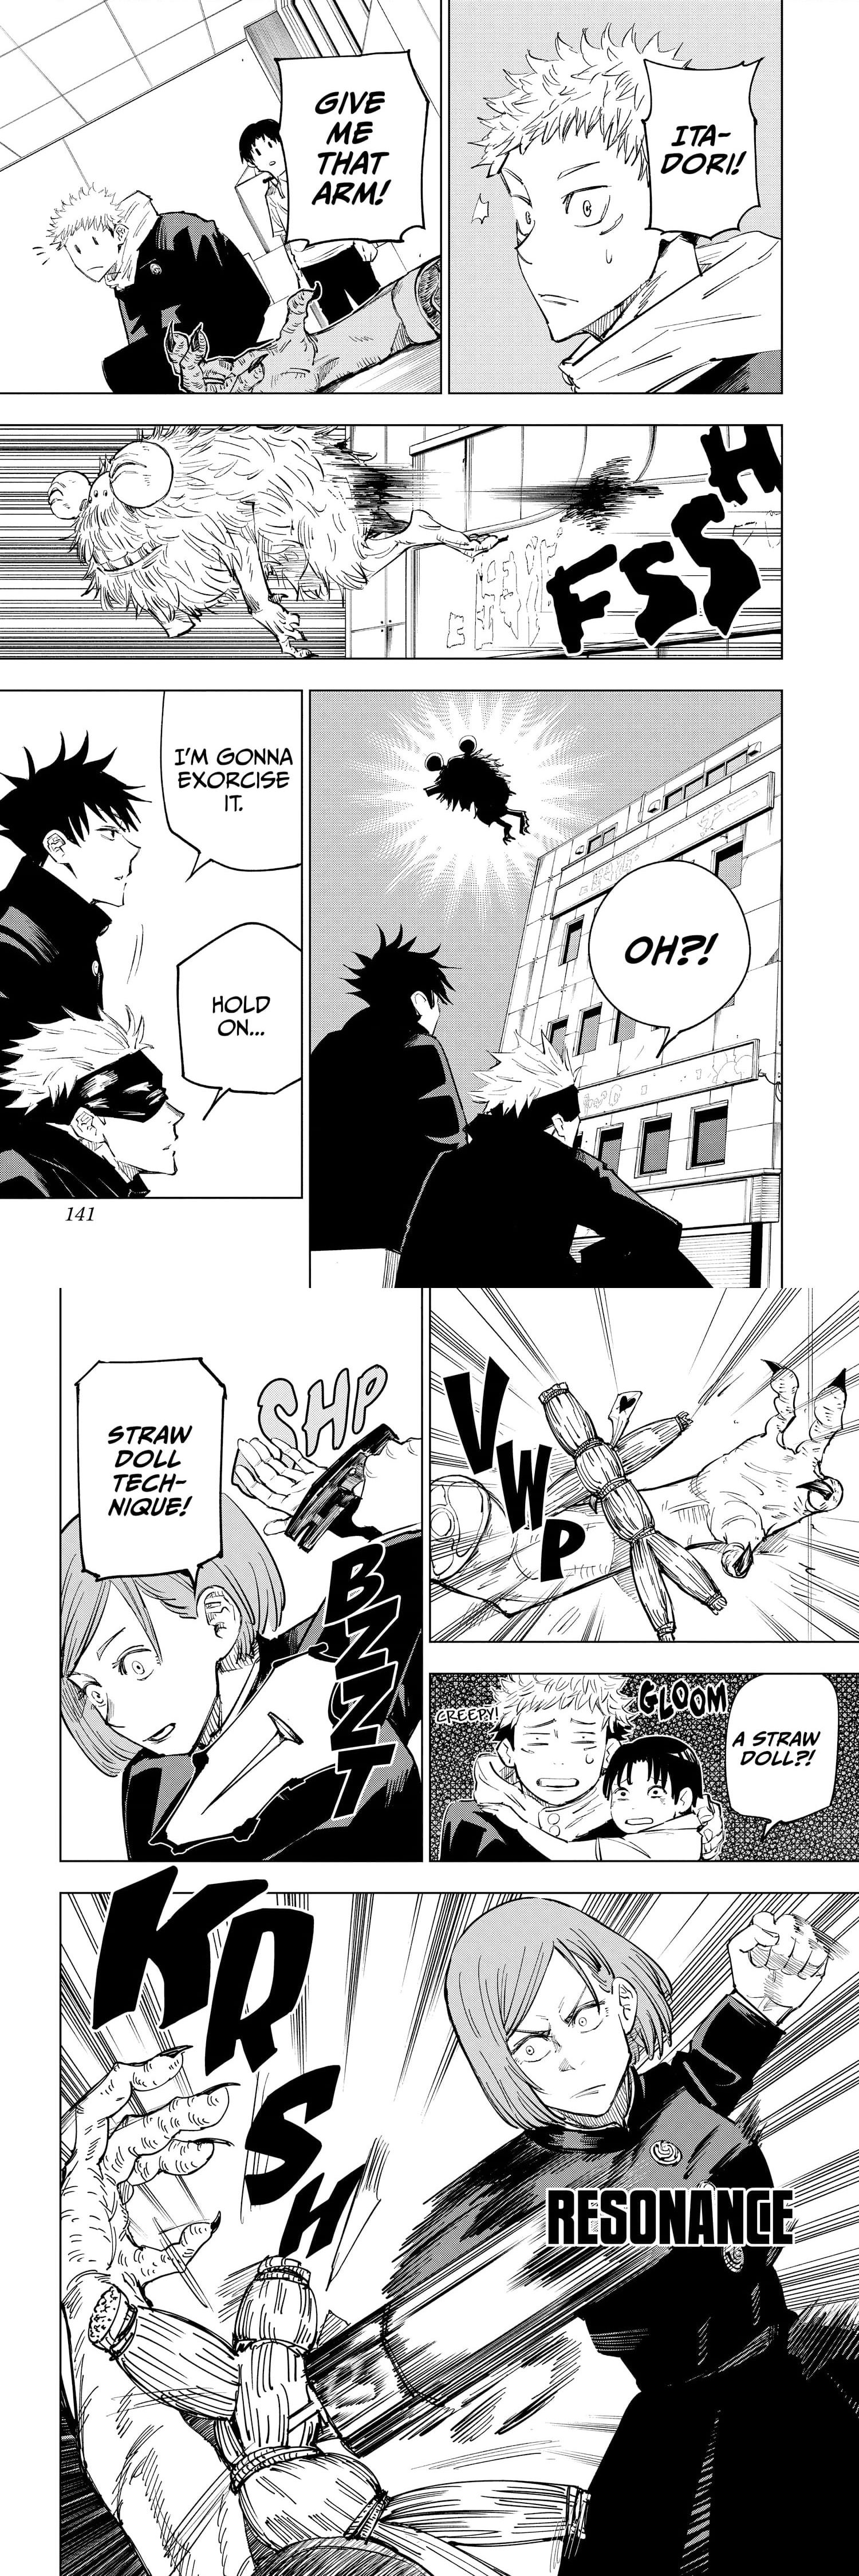 ITA-
DORI!
GIVE
ME
THAT
ARM!
FSSH
OH?!
I'M GONNA
EXORCISE
IT.
HOLD
ON...
141
VWP
A STRAW
DOLL?!
GLOOM
CREEPY!
SHP
STRAW
DOLL
TECH-
NIQUE!
BZZT
KRSH
RESONANCE